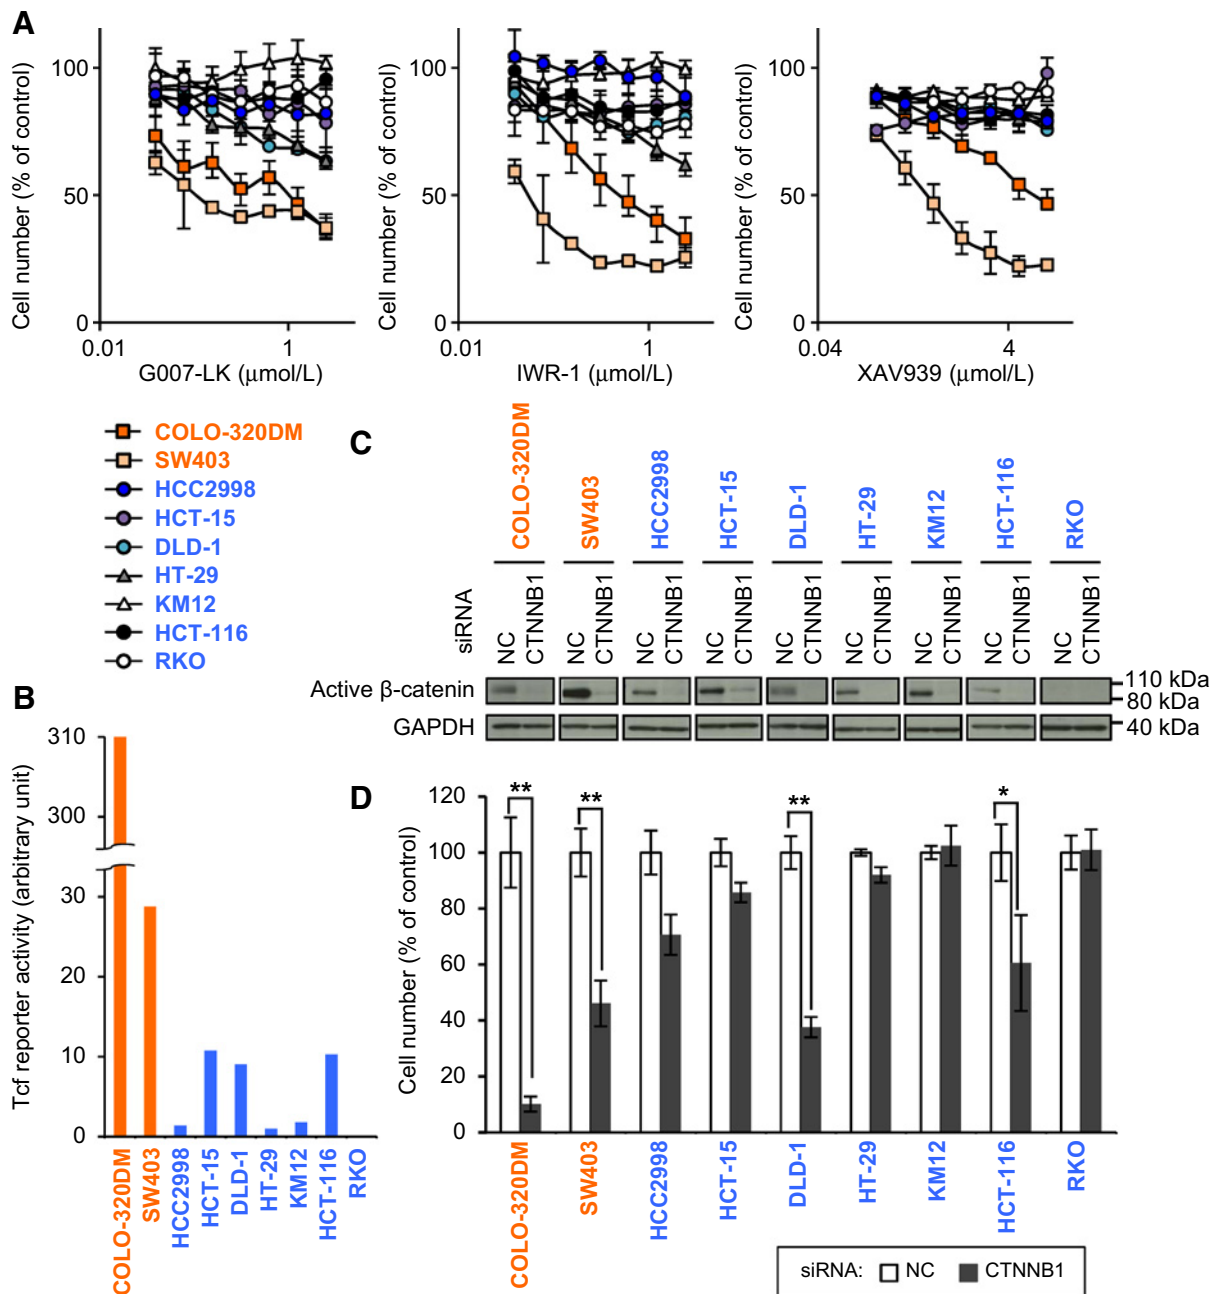 A
Cell number (% of control)
100
50
0
0.01
1
G007-LK (μmol/L)
Cell number (% of control)
100
50
0
0.01
1
IWR-1 (μmol/L)
Cell number (% of control)
100
50
0
0.04
4
XAV939 (μmol/L)
COLO-320DM
SW403
HCC2998
HCT-15
DLD-1
HT-29
KM12
HCT-116
RKO
B
Tcf reporter activity (arbitrary unit)
310
300
30
20
10
0
COLO-320DM
SW403
HCC2998
HCT-15
DLD-1
HT-29
KM12
HCT-116
RKO
C
COLO-320DM
SW403
HCC2998
HCT-15
DLD-1
HT-29
KM12
HCT-116
RKO
siRNA
NC
CTNNB1
NC
CTNNB1
NC
CTNNB1
NC
CTNNB1
NC
CTNNB1
NC
CTNNB1
NC
CTNNB1
NC
CTNNB1
NC
CTNNB1
Active β-catenin
110 kDa
80 kDa
GAPDH
40 kDa
D
Cell number (% of control)
120
100
80
60
40
20
0
**
**
**
*
COLO-320DM
SW403
HCC2998
HCT-15
DLD-1
HT-29
KM12
HCT-116
RKO
siRNA: NC CTNNB1